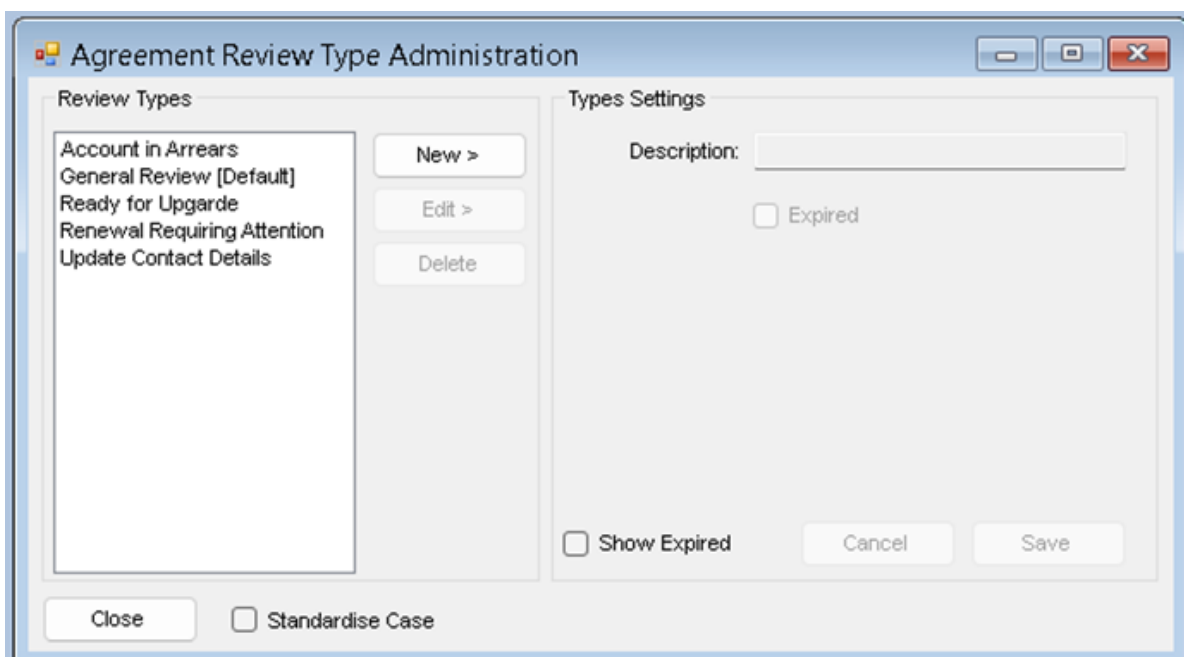 Agreement Review Type Administration
Review Types
Account in Arrears
General Review [Default]
Ready for Upgarde
Renewal Requiring Attention
Update Contact Details
New >
Edit >
Delete
Types Settings
Description:
Expired
Show Expired
Cancel
Save
Close
Standardise Case